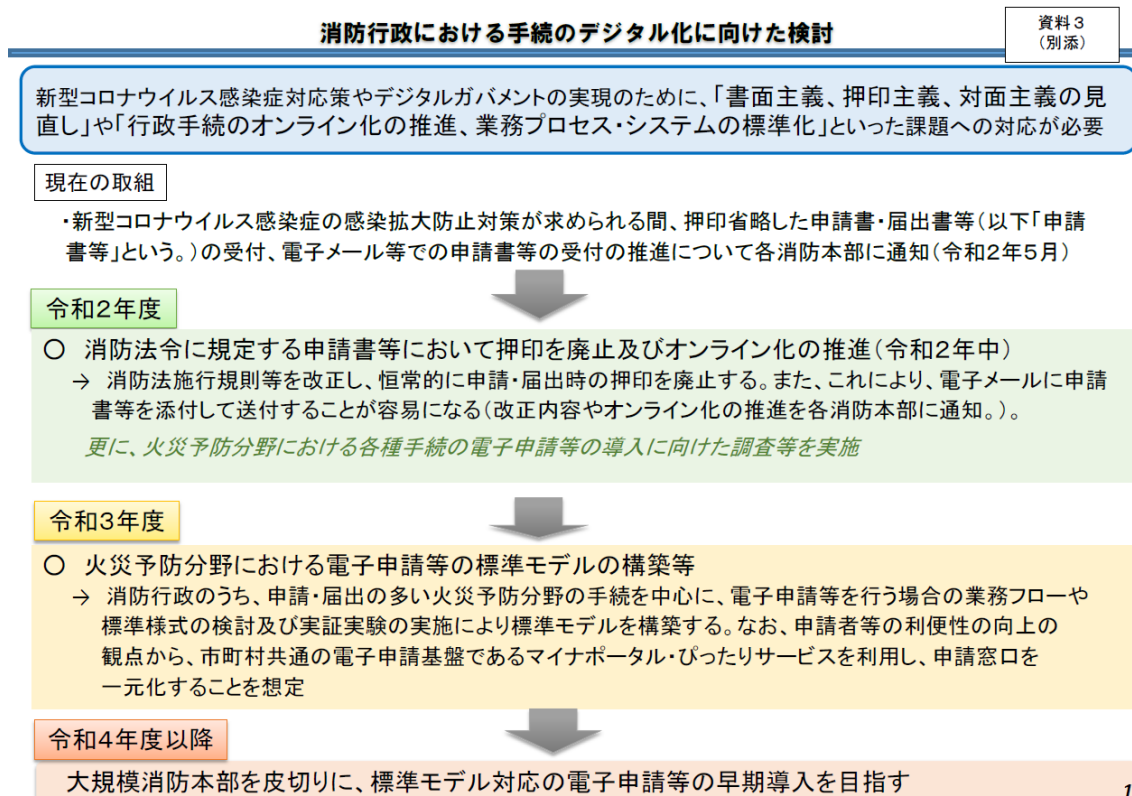 消防行政における手続のデジタル化に向けた検討
資料3
(別添)
新型コロナウイルス感染症対応策やデジタルガバメントの実現のために、「書面主義、押印主義、対面主義の見
直し」や「行政手続のオンライン化の推進、業務プロセス・システムの標準化」といった課題への対応が必要
現在の取組
・新型コロナウイルス感染症の感染拡大防止対策が求められる間、押印省略した申請書・届出書等(以下「申請
書等」という。)の受付、電子メール等での申請書等の受付の推進について各消防本部に通知(令和2年5月)
令和2年度
○ 消防法令に規定する申請書等において押印を廃止及びオンライン化の推進(令和2年中)
→ 消防法施行規則等を改正し、恒常的に申請・届出時の押印を廃止する。また、これにより、電子メールに申請
書等を添付して送付することが容易になる(改正内容やオンライン化の推進を各消防本部に通知。)。
更に、火災予防分野における各種手続の電子申請等の導入に向けた調査等を実施
令和3年度
○ 火災予防分野における電子申請等の標準モデルの構築等
→ 消防行政のうち、申請・届出の多い火災予防分野の手続を中心に、電子申請等を行う場合の業務フローや
標準様式の検討及び実証実験の実施により標準モデルを構築する。なお、申請者等の利便性の向上の
観点から、市町村共通の電子申請基盤であるマイナポータル・ぴったりサービスを利用し、申請窓口を
一元化することを想定
令和4年度以降
大規模消防本部を皮切りに、標準モデル対応の電子申請等の早期導入を目指す
1